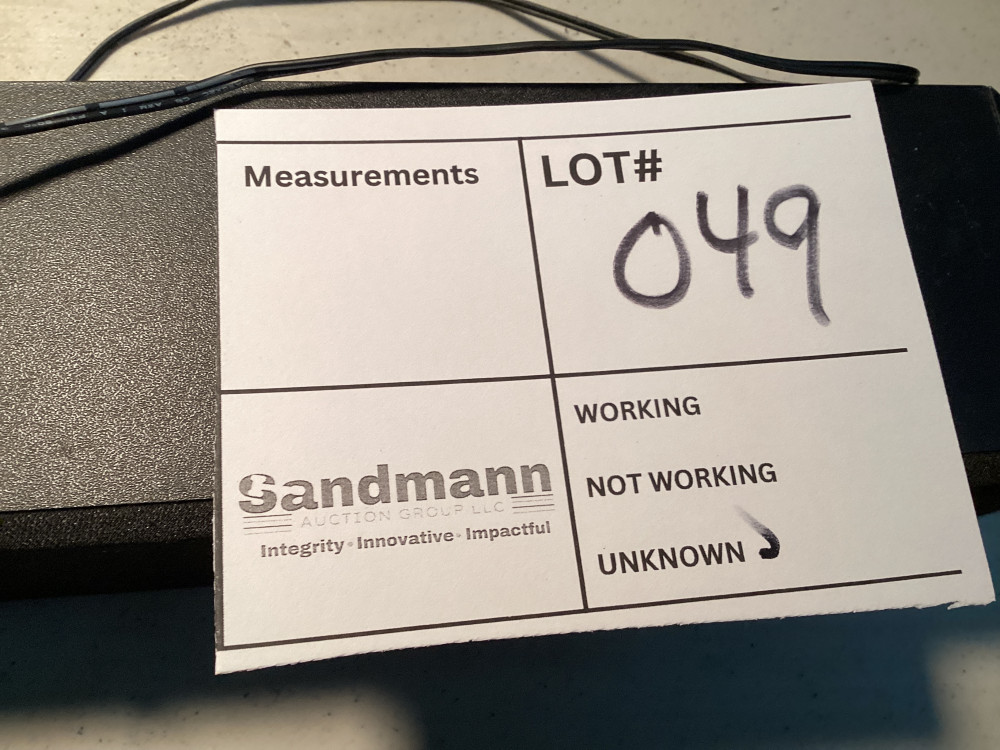 Measurements
LOT#
049
WORKING
NOT WORKING
UNKNOWN
Sandmann
AUCTION GROUP LLC
Integrity • Innovative • Impactful